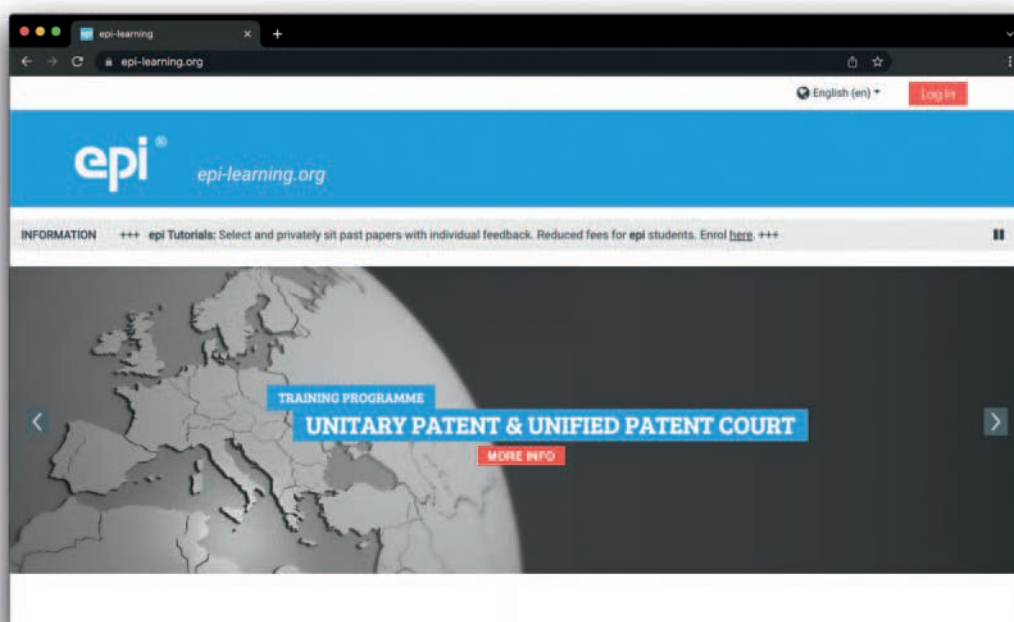 epi epi-learning
epi-learning.org
English (en)
Log In
epi®
epi-learning.org
INFORMATION +++ epi Tutorials: Select and privately sit past papers with individual feedback. Reduced fees for epi students. Enrol here. +++
TRAINING PROGRAMME
UNITARY PATENT & UNIFIED PATENT COURT
MORE INFO